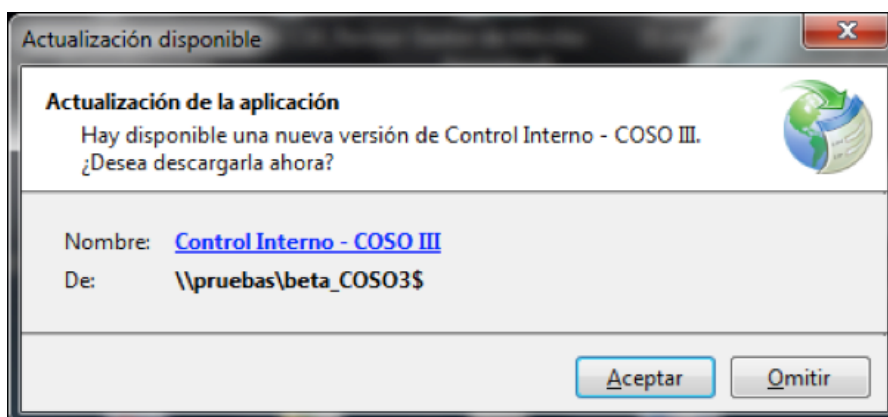 Actualización disponible
Actualización de la aplicación
Hay disponible una nueva versión de Control Interno - COSO III.
¿Desea descargarla ahora?
Nombre: Control Interno - COSO III
De: \\pruebas\beta_COSO3$
Aceptar Omitir